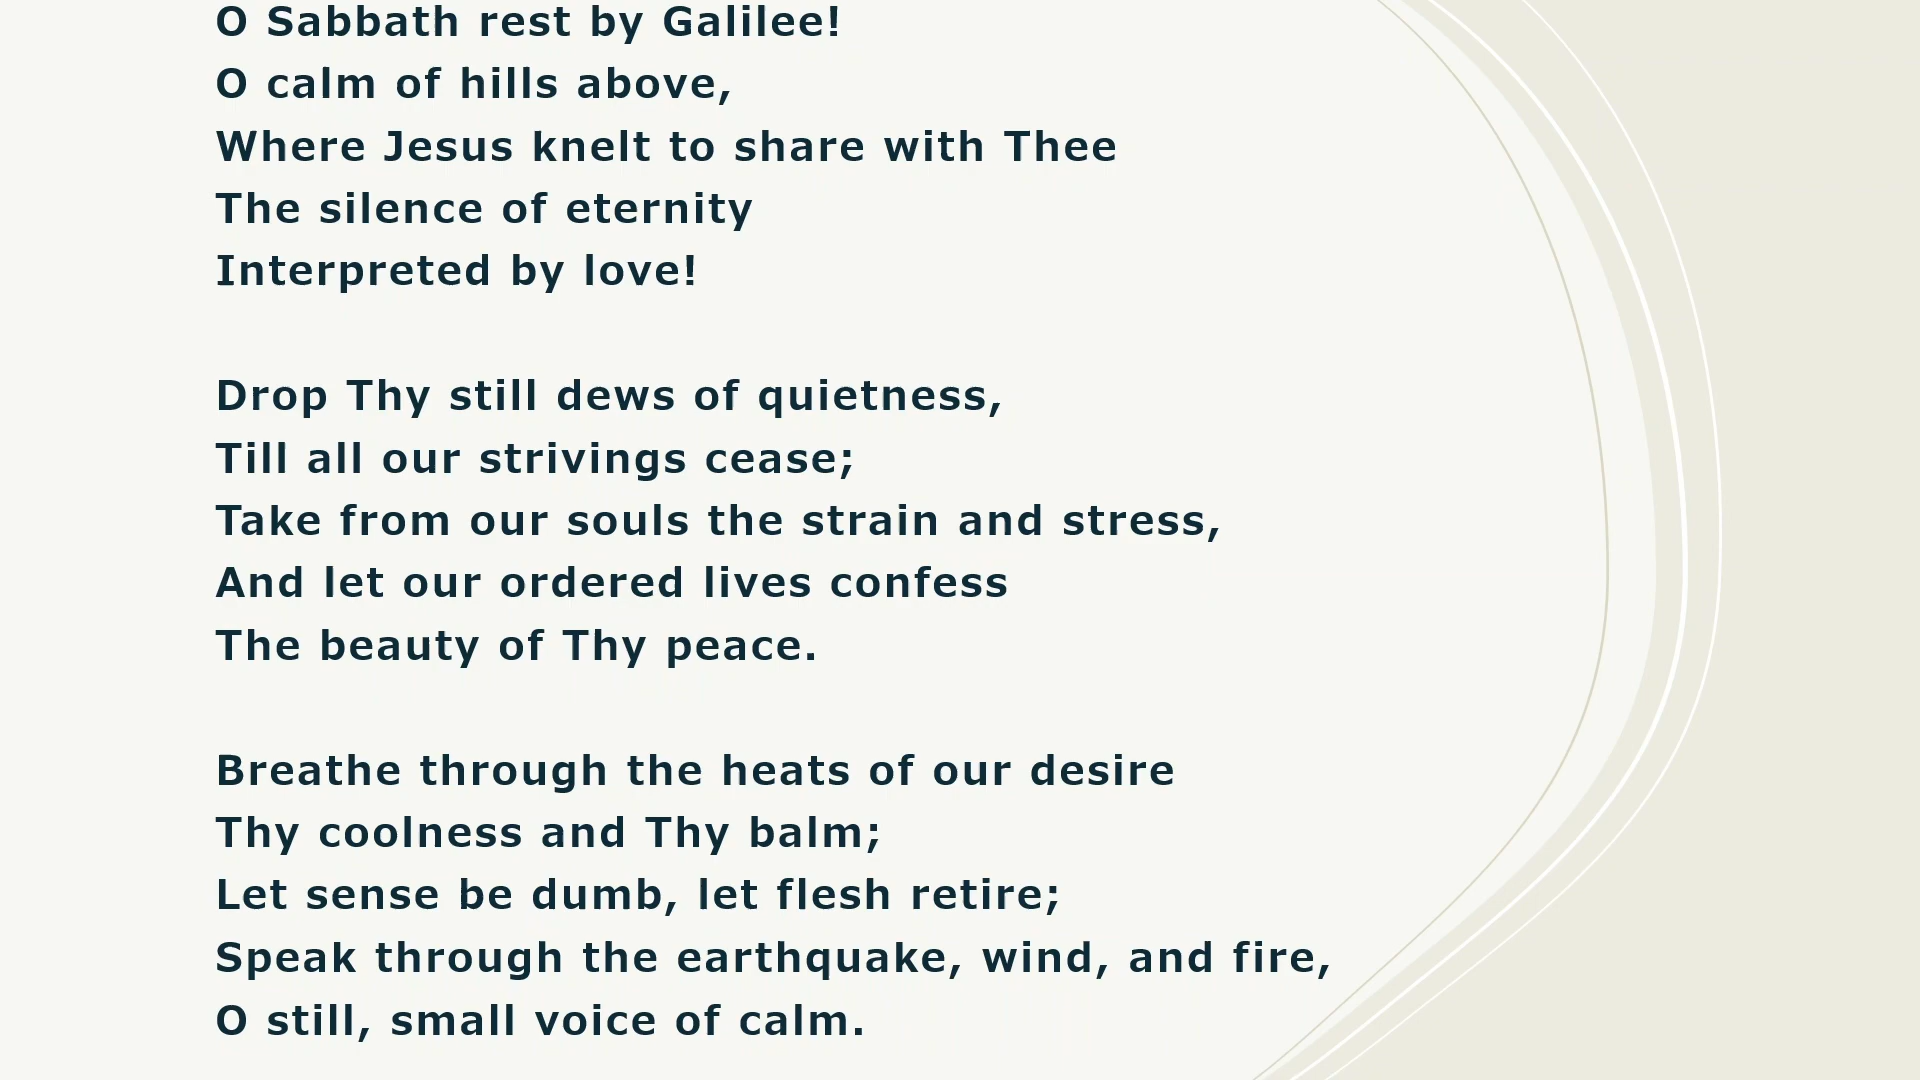 O Sabbath rest by Galilee!
O calm of hills above,
Where Jesus knelt to share with Thee
The silence of eternity
Interpreted by love!
Drop Thy still dews of quietness,
Till all our strivings cease;
Take from our souls the strain and stress,
And let our ordered lives confess
The beauty of Thy peace.
Breathe through the heats of our desire
Thy coolness and Thy balm;
Let sense be dumb, let flesh retire;
Speak through the earthquake, wind, and fire,
O still, small voice of calm.